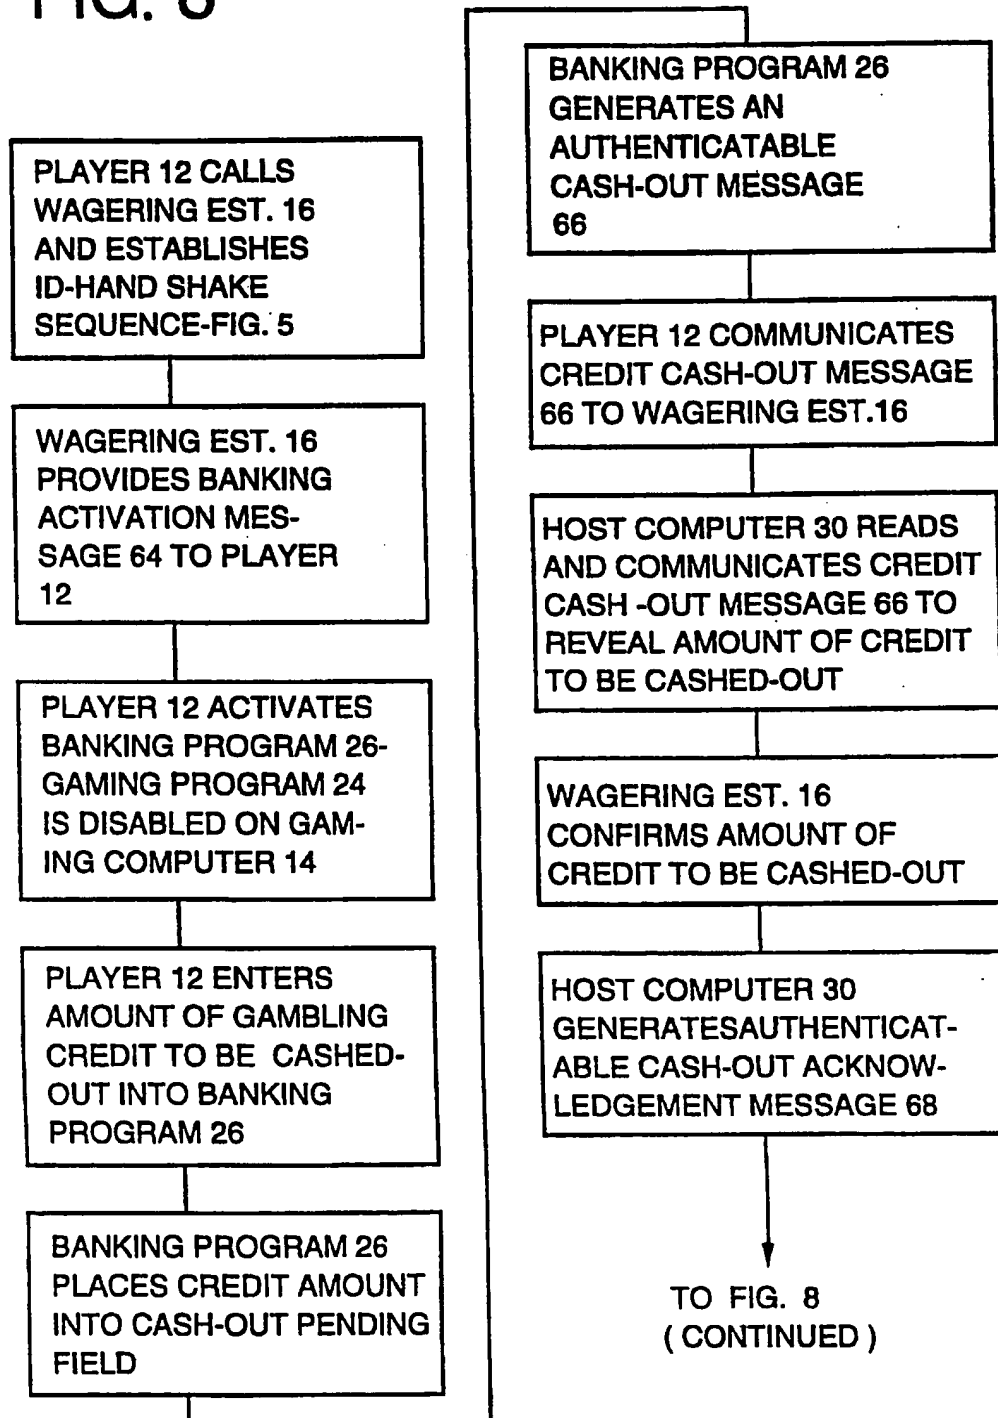 FIG. 8
PLAYER 12 CALLS
WAGERING EST. 16
AND ESTABLISHES
ID-HAND SHAKE
SEQUENCE-FIG. 5
WAGERING EST. 16
PROVIDES BANKING
ACTIVATION MES-
SAGE 64 TO PLAYER
12
PLAYER 12 ACTIVATES
BANKING PROGRAM 26-
GAMING PROGRAM 24
IS DISABLED ON GAM-
ING COMPUTER 14
PLAYER 12 ENTERS
AMOUNT OF GAMBLING
CREDIT TO BE CASHED-
OUT INTO BANKING
PROGRAM 26
BANKING PROGRAM 26
PLACES CREDIT AMOUNT
INTO CASH-OUT PENDING
FIELD
BANKING PROGRAM 26
GENERATES AN
AUTHENTICATABLE
CASH-OUT MESSAGE
66
PLAYER 12 COMMUNICATES
CREDIT CASH-OUT MESSAGE
66 TO WAGERING EST.16
HOST COMPUTER 30 READS
AND COMMUNICATES CREDIT
CASH -OUT MESSAGE 66 TO
REVEAL AMOUNT OF CREDIT
TO BE CASHED-OUT
WAGERING EST. 16
CONFIRMS AMOUNT OF
CREDIT TO BE CASHED-OUT
HOST COMPUTER 30
GENERATESAUTHENTICAT-
ABLE CASH-OUT ACKNOW-
LEDGEMENT MESSAGE 68
TO FIG. 8
( CONTINUED )